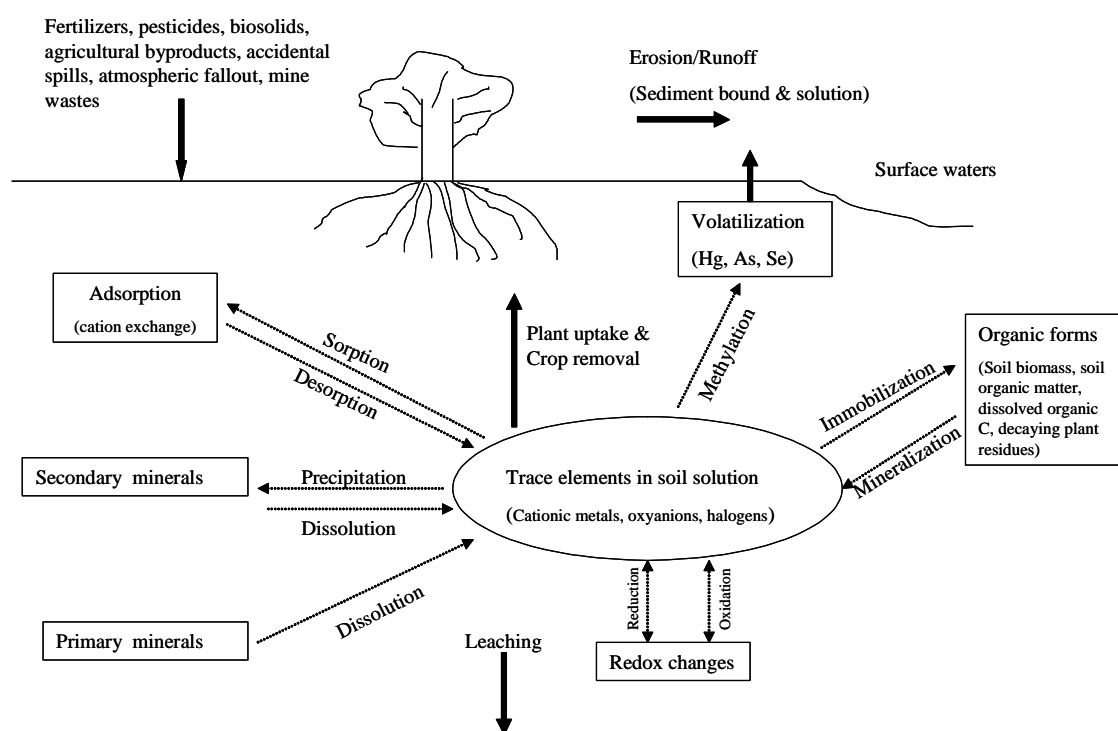 Fertilizers, pesticides, biosolids,
agricultural byproducts, accidental
spills, atmospheric fallout, mine
wastes
Erosion/Runoff
(Sediment bound & solution)
Surface waters
Volatilization
(Hg, As, Se)
Adsorption
(cation exchange)
Sorption
Desorption
Plant uptake &
Crop removal
Methylation
Organic forms
(Soil biomass, soil
organic matter,
dissolved organic
C, decaying plant
residues)
Immobilization
Mineralization
Secondary minerals
Precipitation
Dissolution
Trace elements in soil solution
(Cationic metals, oxyanions, halogens)
Primary minerals
Dissolution
Leaching
Reduction
Oxidation
Redox changes